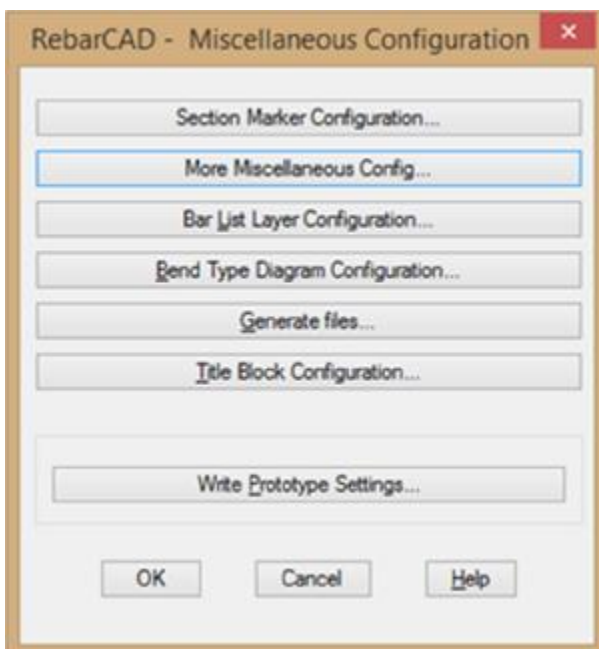 RebarCAD - Miscellaneous Configuration
Section Marker Configuration...
More Miscellaneous Config...
Bar List Layer Configuration...
Bend Type Diagram Configuration...
Generate files...
Title Block Configuration...
Write Prototype Settings...
OK Cancel Help